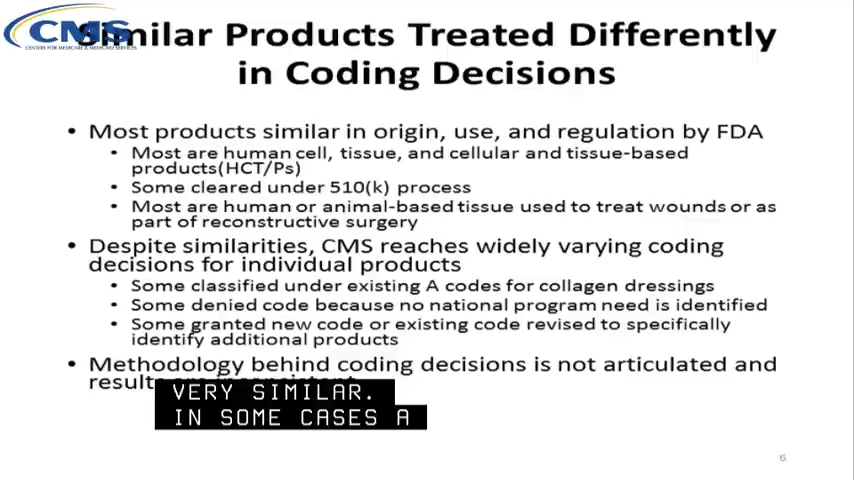 CMS
CENTERS FOR MEDICARE & MEDICAID SERVICES
Similar Products Treated Differently
in Coding Decisions
• Most products similar in origin, use, and regulation by FDA
• Most are human cell, tissue, and cellular and tissue-based
products(HCT/Ps)
• Some cleared under 510(k) process
• Most are human or animal-based tissue used to treat wounds or as
part of reconstructive surgery
• Despite similarities, CMS reaches widely varying coding
decisions for individual products
• Some classified under existing A codes for collagen dressings
• Some denied code because no national program need is identified
• Some granted new code or existing code revised to specifically
identify additional products
• Methodology behind coding decisions is not articulated and
results are inconsistent
VERY SIMILAR.
IN SOME CASES A
6